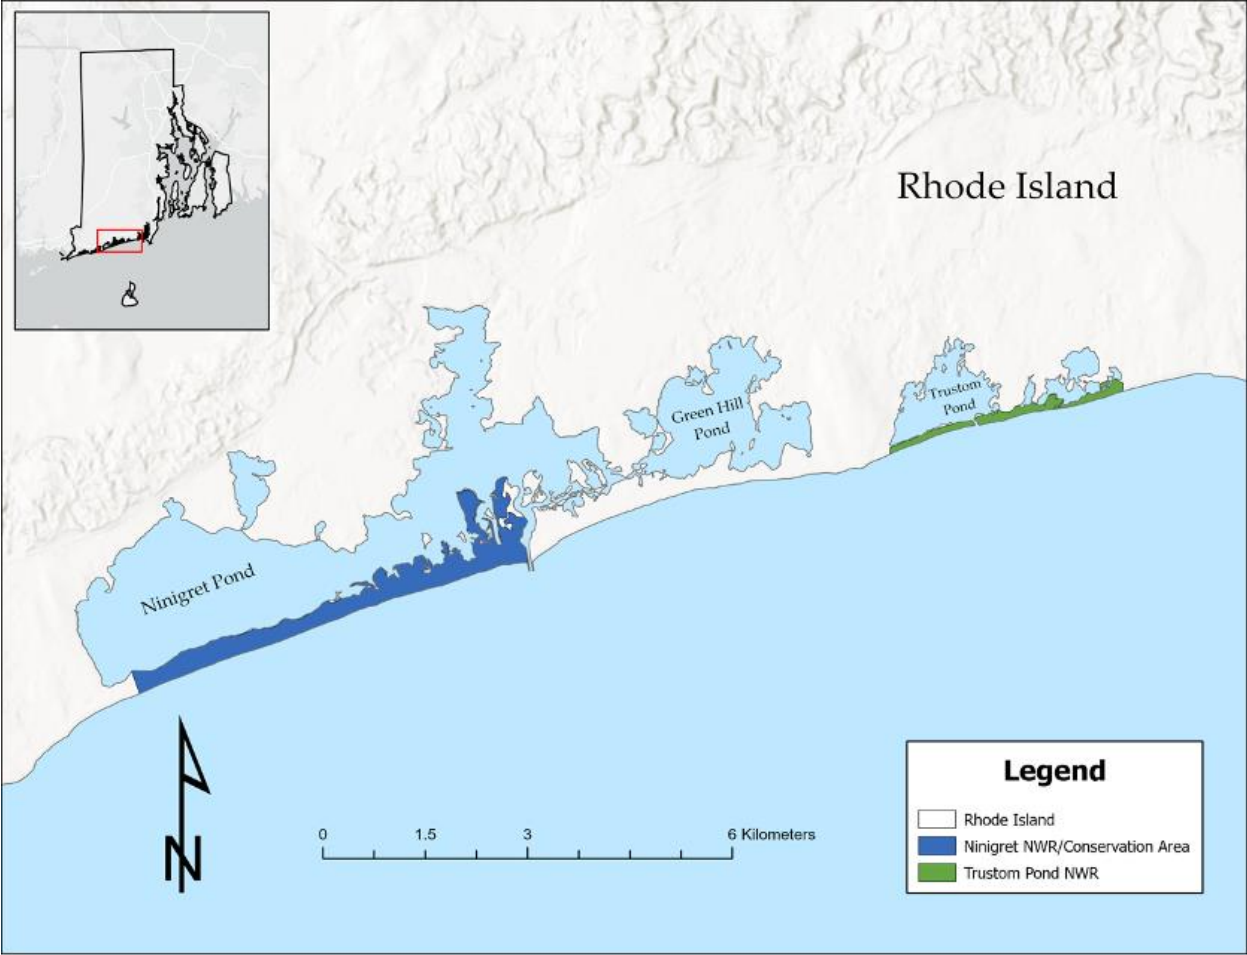 Rhode Island
Trustom
Pond
Green Hill
Pond
Ninigret Pond
N
0 1.5 3 6 Kilometers
Legend
Rhode Island
Ninigret NWR/Conservation Area
Trustom Pond NWR